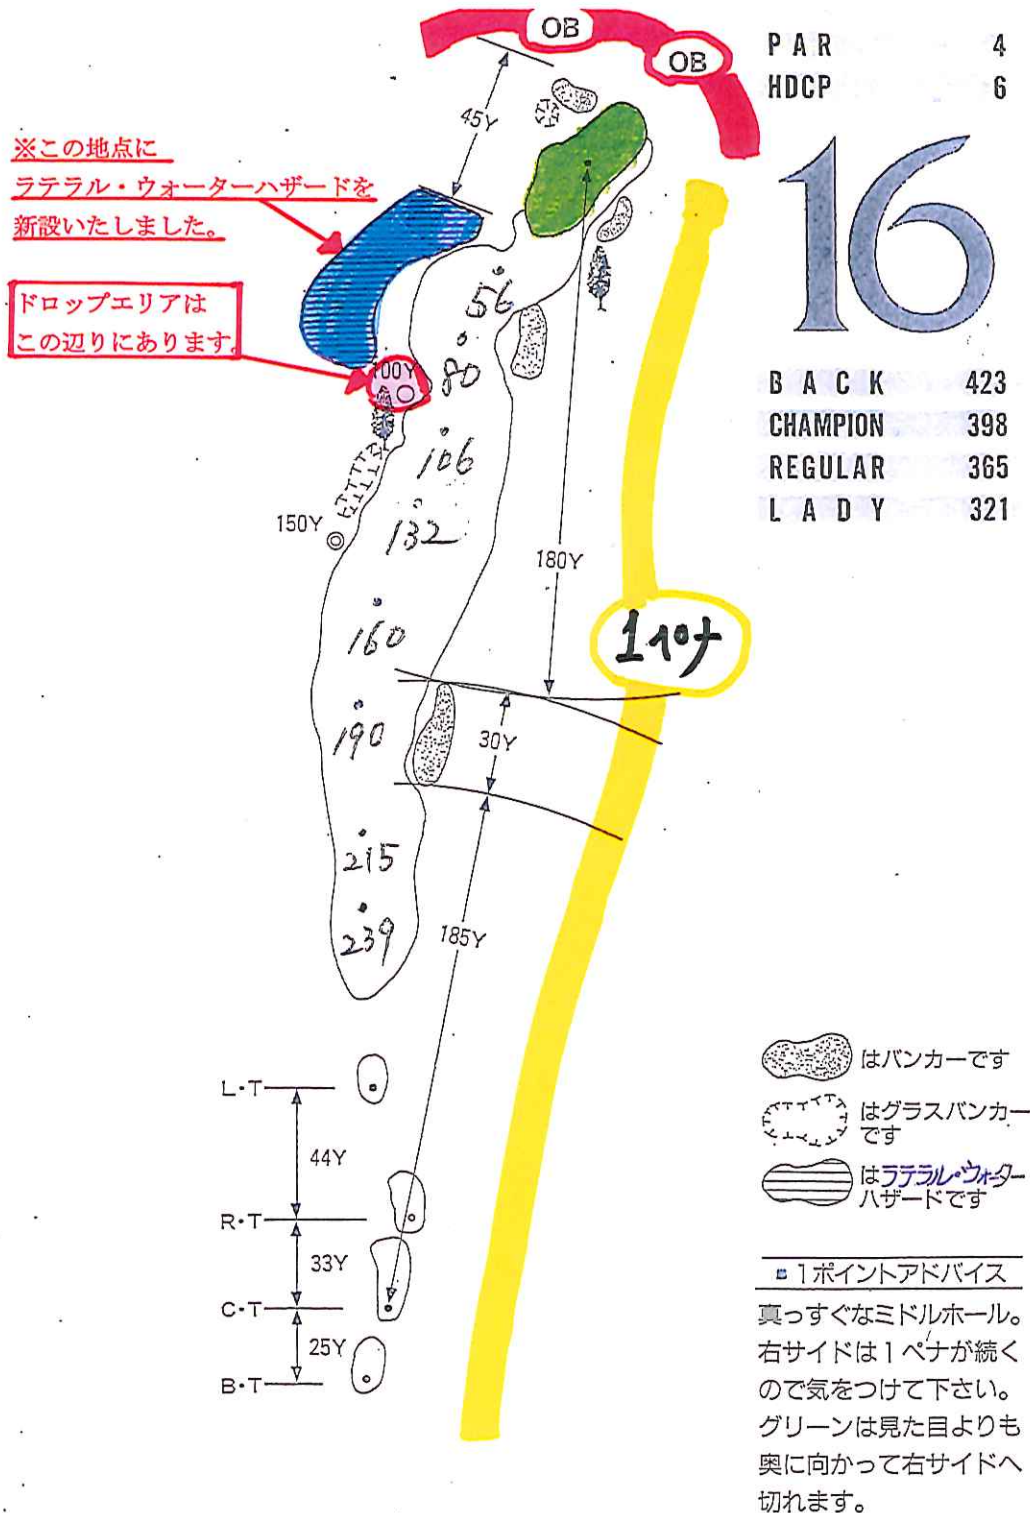 OB
OB
PAR 4
HDCP 6
16
45Y
※この地点に
ラテラル・ウォーターハザードを
新設いたしました。
ドロップエリアは
この辺りにあります。
56
100Y
80
BACK 423
CHAMPION 398
REGULAR 365
LADY 321
106
150Y
132
180Y
160
1ペナ
190
30Y
215
239
185Y
L・T
44Y
R・T
33Y
C・T
25Y
B・T
はバンカーです
はグラスバンカー
です
はラテラル・ウォーター
ハザードです
1ポイントアドバイス
真っすぐなミドルホール。
右サイドは1ペナが続く
ので気をつけて下さい。
グリーンは見た目よりも
奥に向かって右サイドへ
切れます。